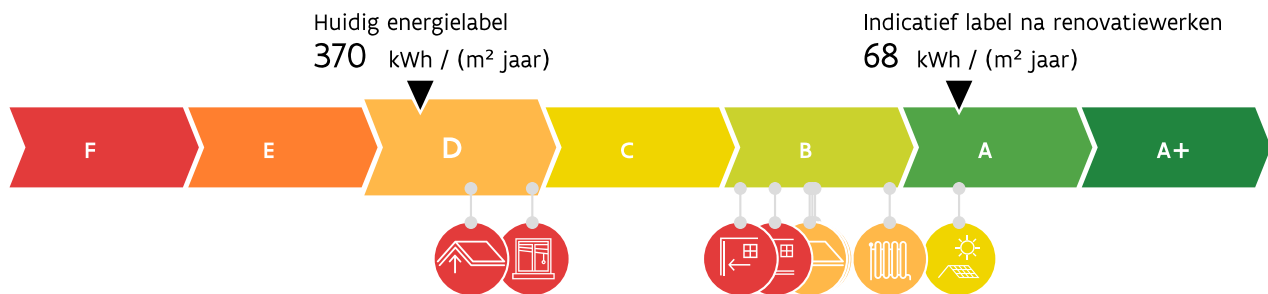 Huidig energielabel
370 kWh / (m² jaar)
Indicatief label na renovatiewerken
68 kWh / (m² jaar)
F E D C B A A+